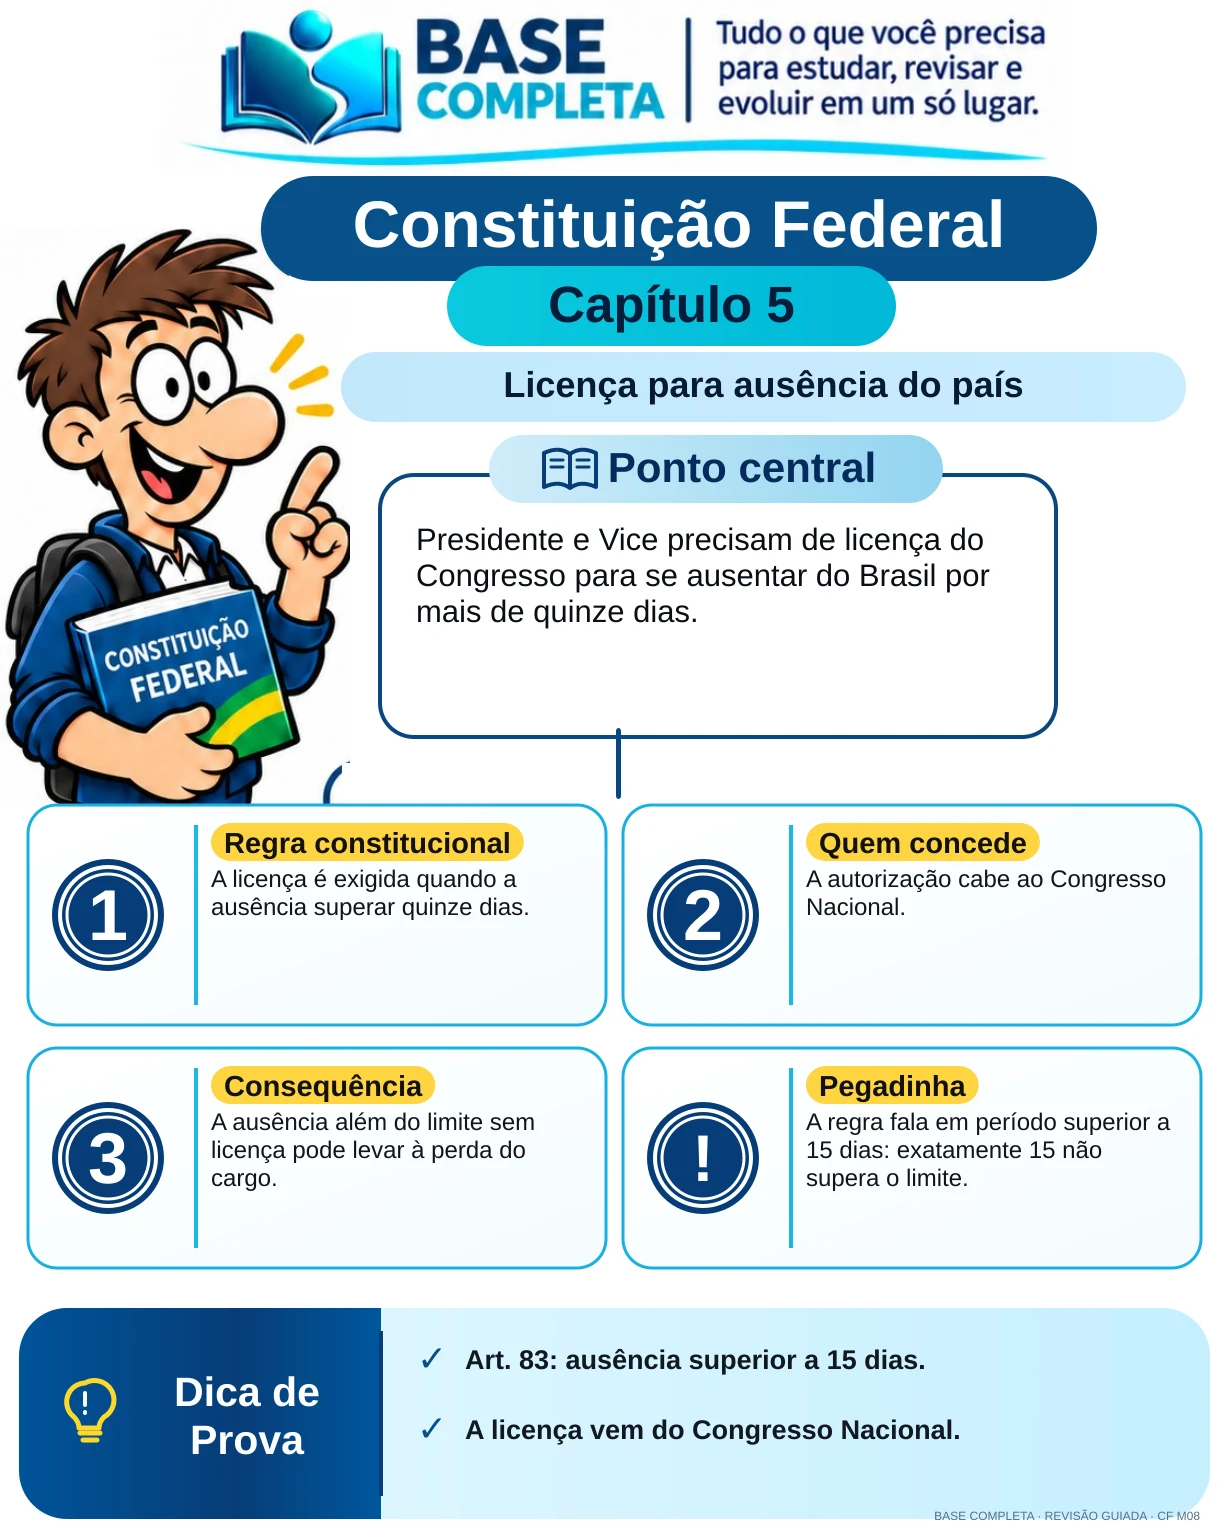 BASE
COMPLETA
Tudo o que você precisa
para estudar, revisar e
evoluir em um só lugar.
Constituição Federal
Capítulo 5
Licença para ausência do país
Ponto central
Presidente e Vice precisam de licença do
Congresso para se ausentar do Brasil por
mais de quinze dias.
CONSTITUIÇÃO
FEDERAL
1
Regra constitucional
A licença é exigida quando a
ausência superar quinze dias.
2
Quem concede
A autorização cabe ao Congresso
Nacional.
3
Consequência
A ausência além do limite sem
licença pode levar à perda do
cargo.
!
Pegadinha
A regra fala em período superior a
15 dias: exatamente 15 não
supera o limite.
Dica de
Prova
✓ Art. 83: ausência superior a 15 dias.
✓ A licença vem do Congresso Nacional.
BASE COMPLETA · REVISÃO GUIADA · CF M08